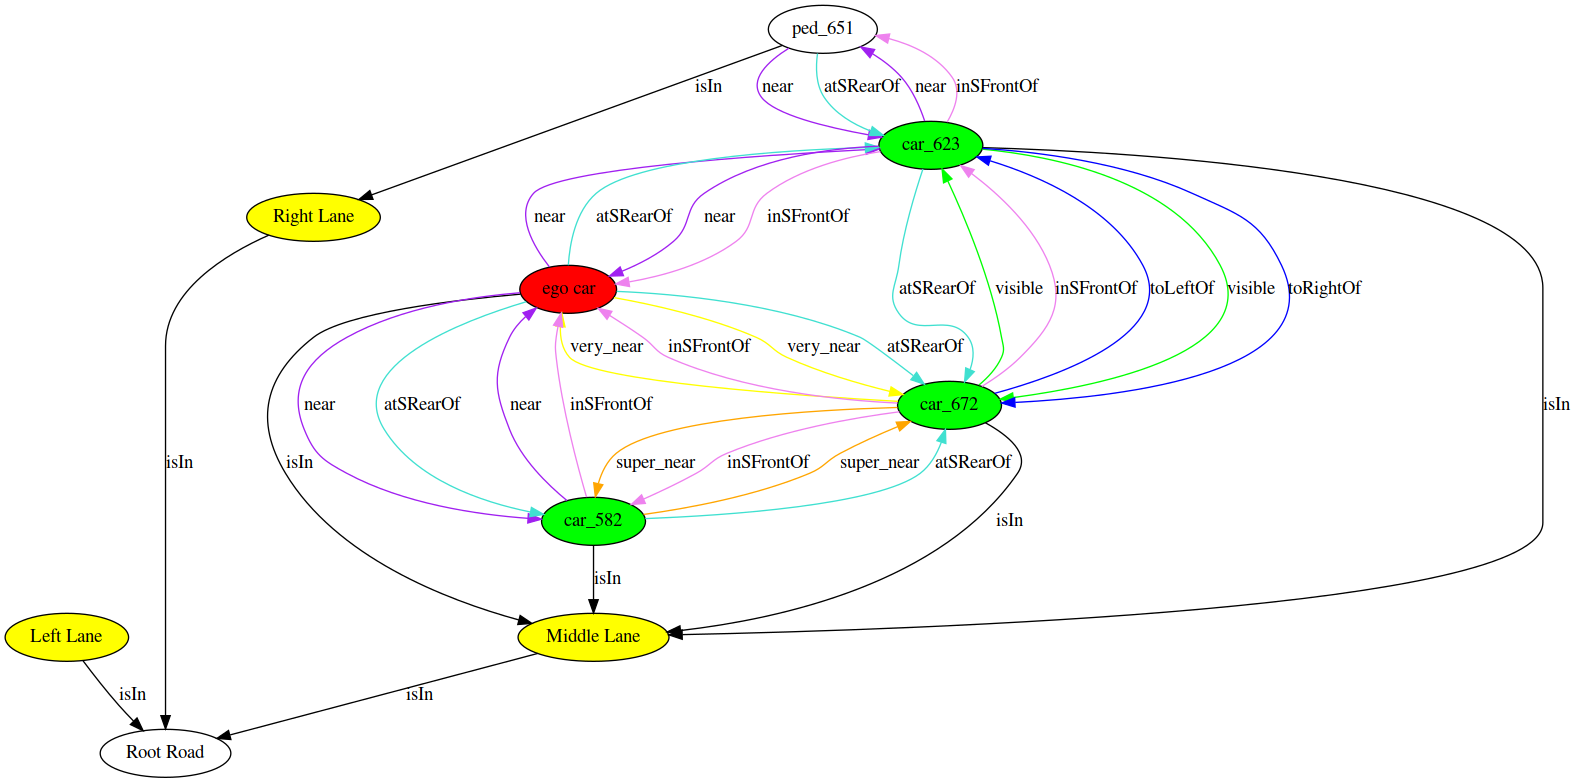 ped_651
isIn
near
atSRearOf
near
inSFrontOf
car_623
Right Lane
near
atSRearOf
near
inSFrontOf
ego car
atSRearOf
visible
inSFrontOf
toLeftOf
visible
toRightOf
very_near
inSFrontOf
very_near
atSRearOf
near
atSRearOf
near
inSFrontOf
car_672
isIn
isIn
isIn
super_near
inSFrontOf
super_near
atSRearOf
car_582
isIn
isIn
Left Lane
Middle Lane
isIn
isIn
Root Road